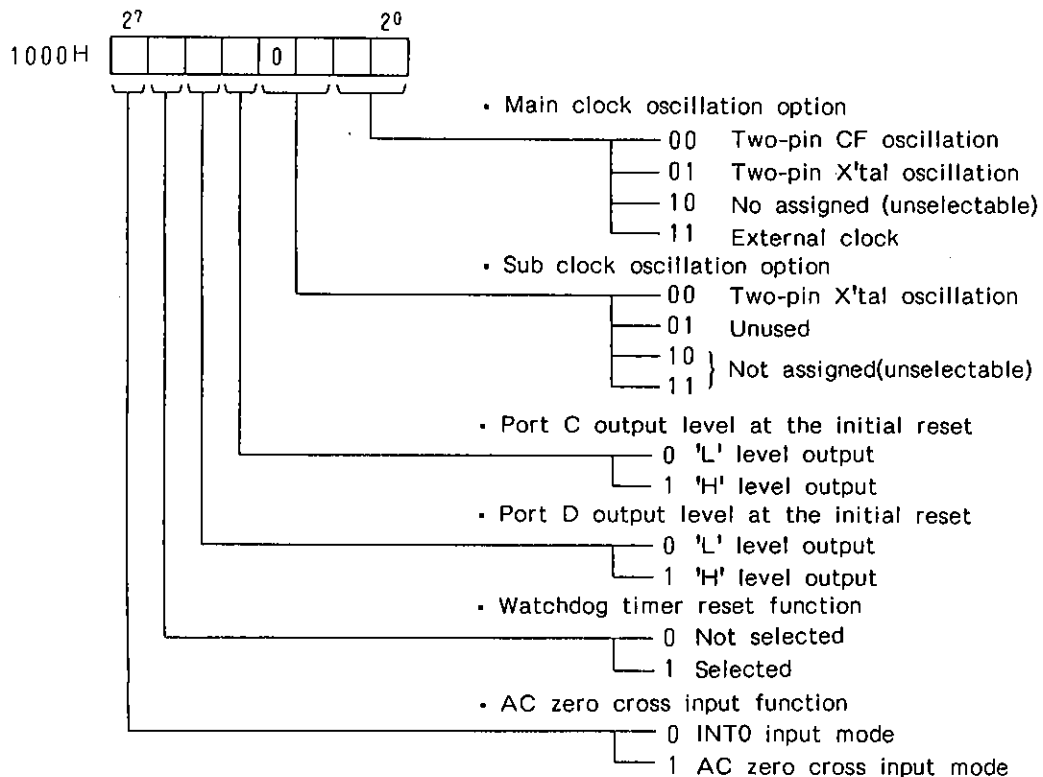 2⁷ 2⁰
1000H 0
• Main clock oscillation option
00 Two-pin CF oscillation
01 Two-pin X'tal oscillation
10 No assigned (unselectable)
11 External clock
• Sub clock oscillation option
00 Two-pin X'tal oscillation
01 Unused
10
11 } Not assigned(unselectable)
• Port C output level at the initial reset
0 'L' level output
1 'H' level output
• Port D output level at the initial reset
0 'L' level output
1 'H' level output
• Watchdog timer reset function
0 Not selected
1 Selected
• AC zero cross input function
0 INT0 input mode
1 AC zero cross input mode